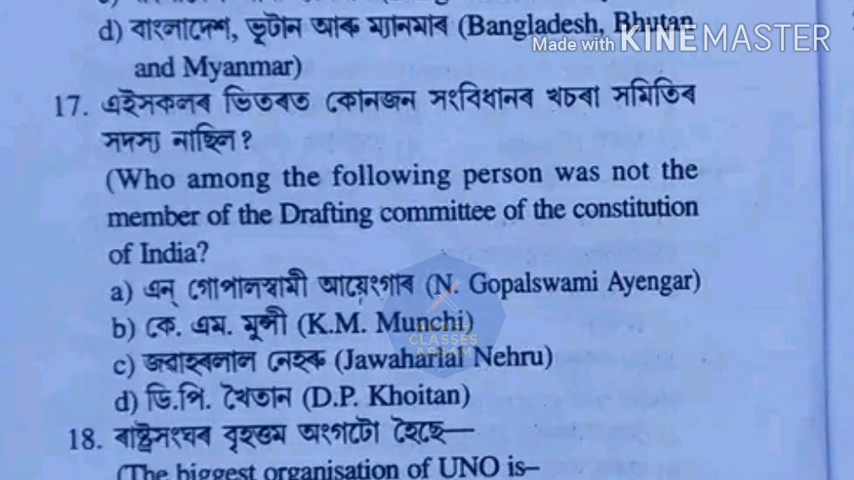 d) বাংলাদেশ, ভূটান আৰু ম্যানমাৰ (Bangladesh, Bhutan
Made with KINEMASTER
and Myanmar)
17. এইসকলৰ ভিতৰত কোনজন সংবিধানৰ খচৰা সমিতিৰ
সদস্য নাছিল?
(Who among the following person was not the
member of the Drafting committee of the constitution
of India?
a) এন্ গোপালস্বামী আয়েংগাৰ (N. Gopalswami Ayengar)
b) কে. এম. মুন্সী (K.M. Munchi)
CLASSES
ASSAM
c) জৱাহৰলাল নেহৰু (Jawaharlal Nehru)
d) ডি.পি. খৈতান (D.P. Khoitan)
18. ৰাষ্ট্ৰসংঘৰ বৃহত্তম অংগটো হৈছে—
(The biggest organisation of UNO is–